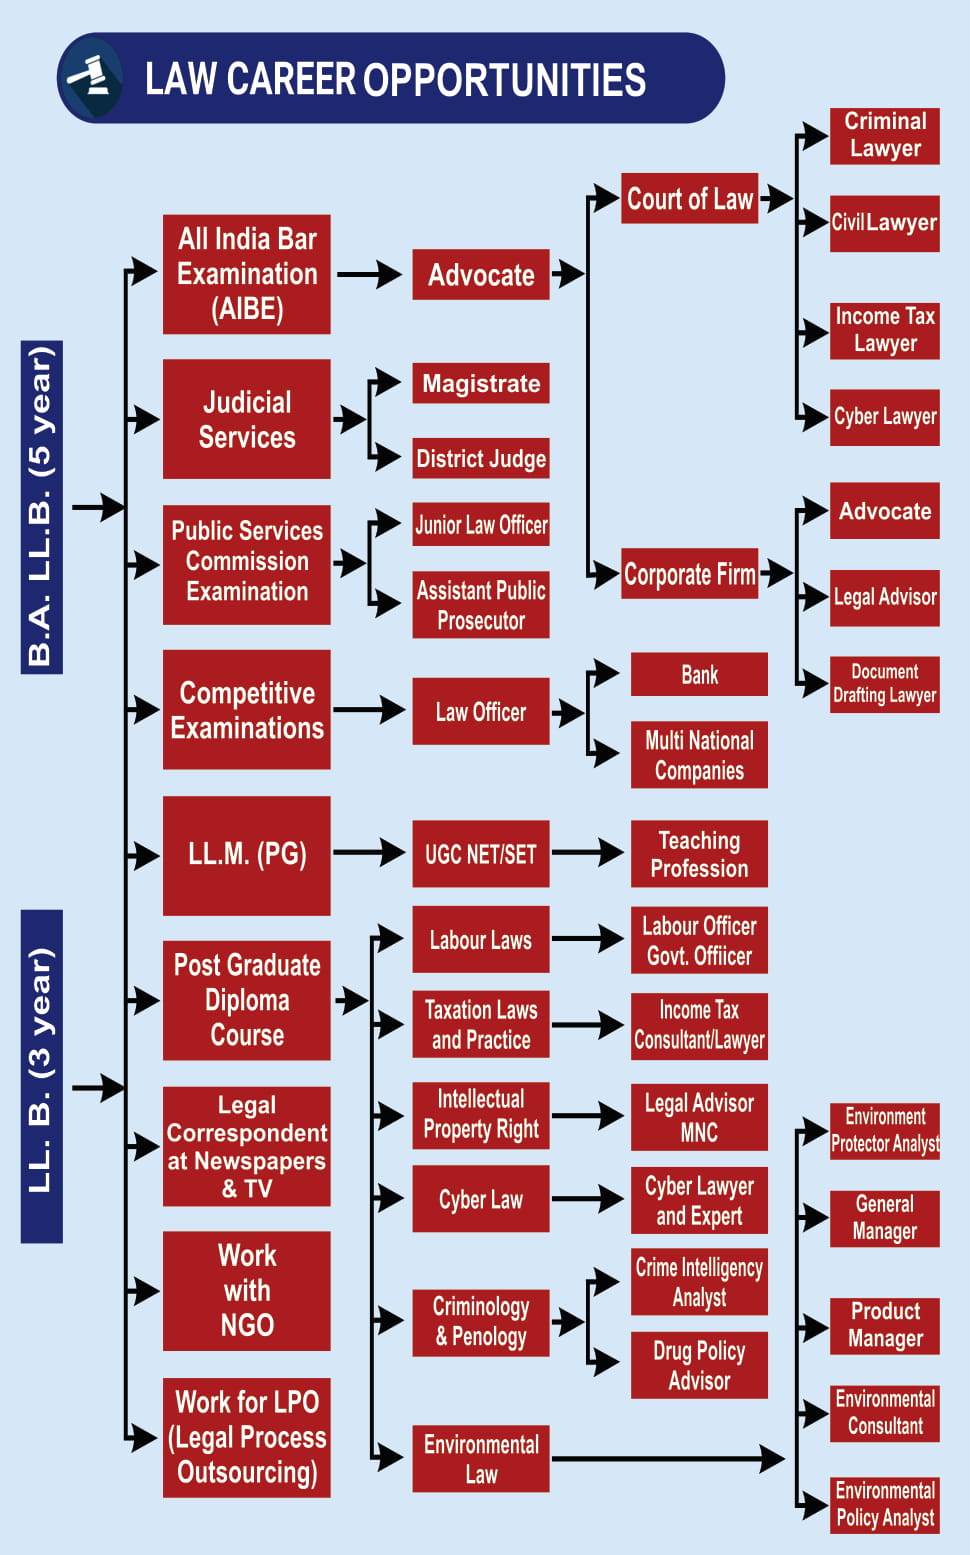 LAW CAREER OPPORTUNITIES
B.A. LL.B. (5 year)
LL. B. (3 year)
All India Bar
Examination
(AIBE)
Advocate
Court of Law
Criminal
Lawyer
Civil Lawyer
Income Tax
Lawyer
Cyber Lawyer
Corporate Firm
Advocate
Legal Advisor
Document
Drafting Lawyer
Judicial
Services
Magistrate
District Judge
Public Services
Commission
Examination
Junior Law Officer
Assistant Public
Prosecutor
Competitive
Examinations
Law Officer
Bank
Multi National
Companies
LL.M. (PG)
UGC NET/SET
Teaching
Profession
Post Graduate
Diploma
Course
Labour Laws
Labour Officer
Govt. Offiicer
Taxation Laws
and Practice
Income Tax
Consultant/Lawyer
Intellectual
Property Right
Legal Advisor
MNC
Cyber Law
Cyber Lawyer
and Expert
Criminology
& Penology
Crime Intelligency
Analyst
Drug Policy
Advisor
Environmental
Law
Environment
Protector Analyst
General
Manager
Product
Manager
Environmental
Consultant
Environmental
Policy Analyst
Legal
Correspondent
at Newspapers
& TV
Work
with
NGO
Work for LPO
(Legal Process
Outsourcing)